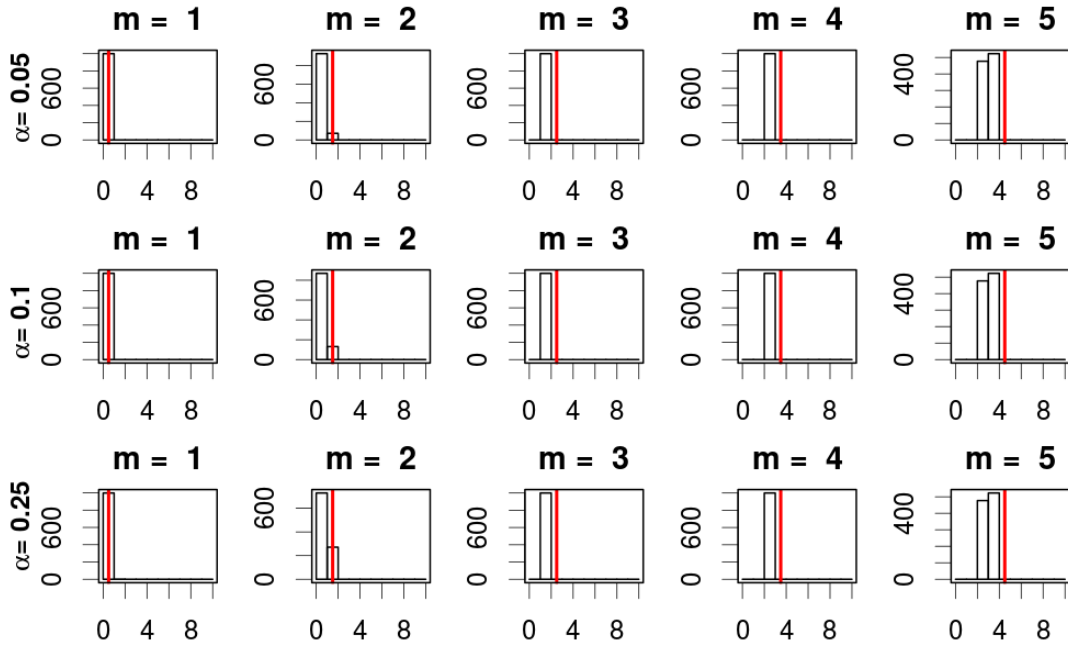 m = 1 m = 2 m = 3 m = 4 m = 5
α= 0.05
0 600 0 600 0 600 0 600 0 400
0 4 8 0 4 8 0 4 8 0 4 8 0 4 8
m = 1 m = 2 m = 3 m = 4 m = 5
α= 0.1
0 600 0 600 0 600 0 600 0 400
0 4 8 0 4 8 0 4 8 0 4 8 0 4 8
m = 1 m = 2 m = 3 m = 4 m = 5
α= 0.25
0 600 0 600 0 600 0 600 0 400
0 4 8 0 4 8 0 4 8 0 4 8 0 4 8